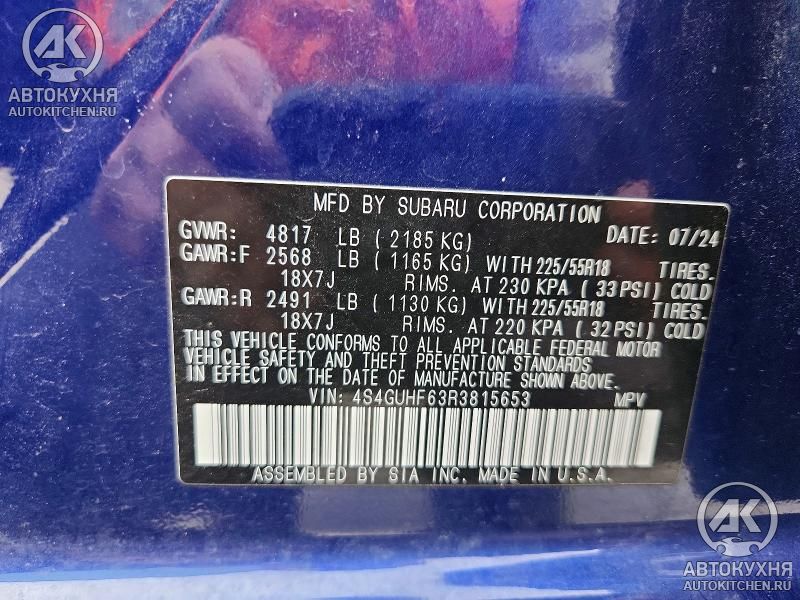 АК
АВТОКУХНЯ
AUTOKITCHEN.RU
MFD BY SUBARU CORPORATION
GVWR: 4817 LB ( 2185 KG) DATE: 07/24
GAWR:F 2568 LB ( 1165 KG) WITH 225/55R18 TIRES.
18X7J RIMS. AT 230 KPA ( 33PSI) COLD
GAWR:R 2491 LB ( 1130 KG) WITH 225/55R18 TIRES.
18X7J RIMS. AT 220 KPA ( 32PSI) COLD
THIS VEHICLE CONFORMS TO ALL APPLICABLE FEDERAL MOTOR
VEHICLE SAFETY AND THEFT PREVENTION STANDARDS
IN EFFECT ON THE DATE OF MANUFACTURE SHOWN ABOVE.
VIN: 4S4GUHF63R3815653 MPV
ASSEMBLED BY SIA INC. MADE IN U.S.A.
АК
АВТОКУХНЯ
AUTOKITCHEN.RU